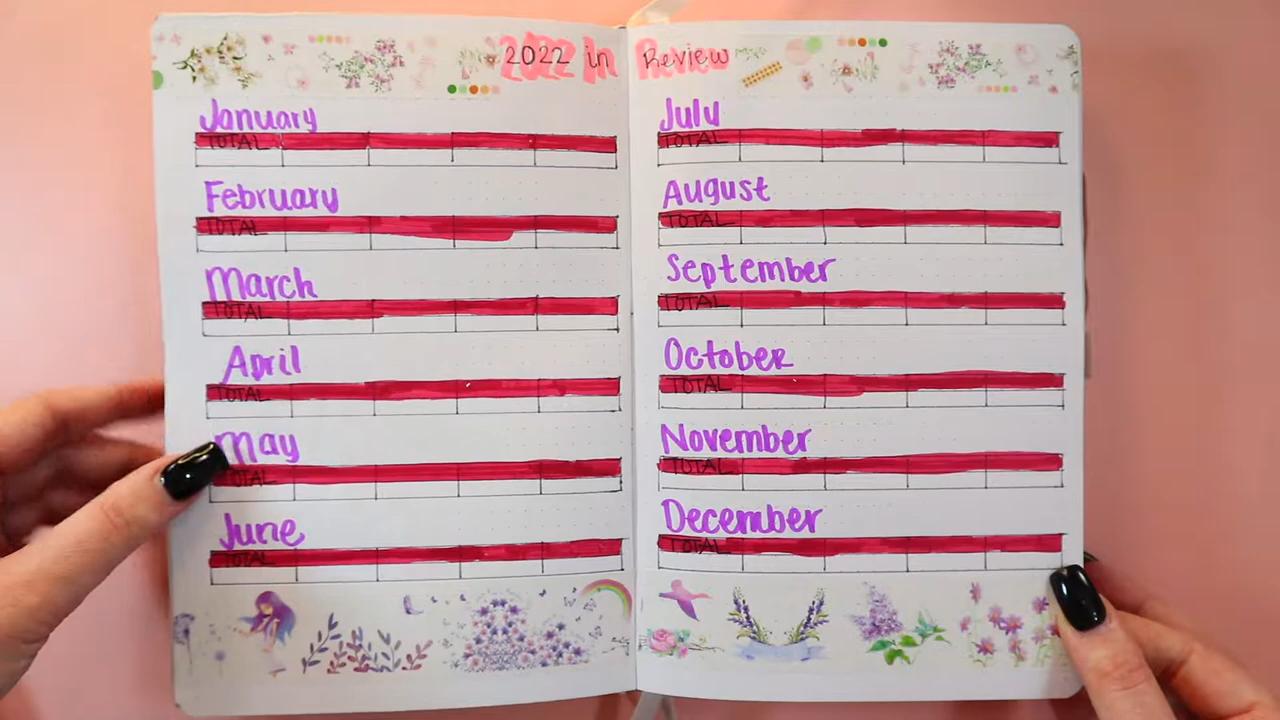 2022 in Review
January
TOTAL
February
TOTAL
March
TOTAL
April
TOTAL
May
TOTAL
June
TOTAL
July
TOTAL
August
TOTAL
September
TOTAL
October
TOTAL
November
TOTAL
December
TOTAL